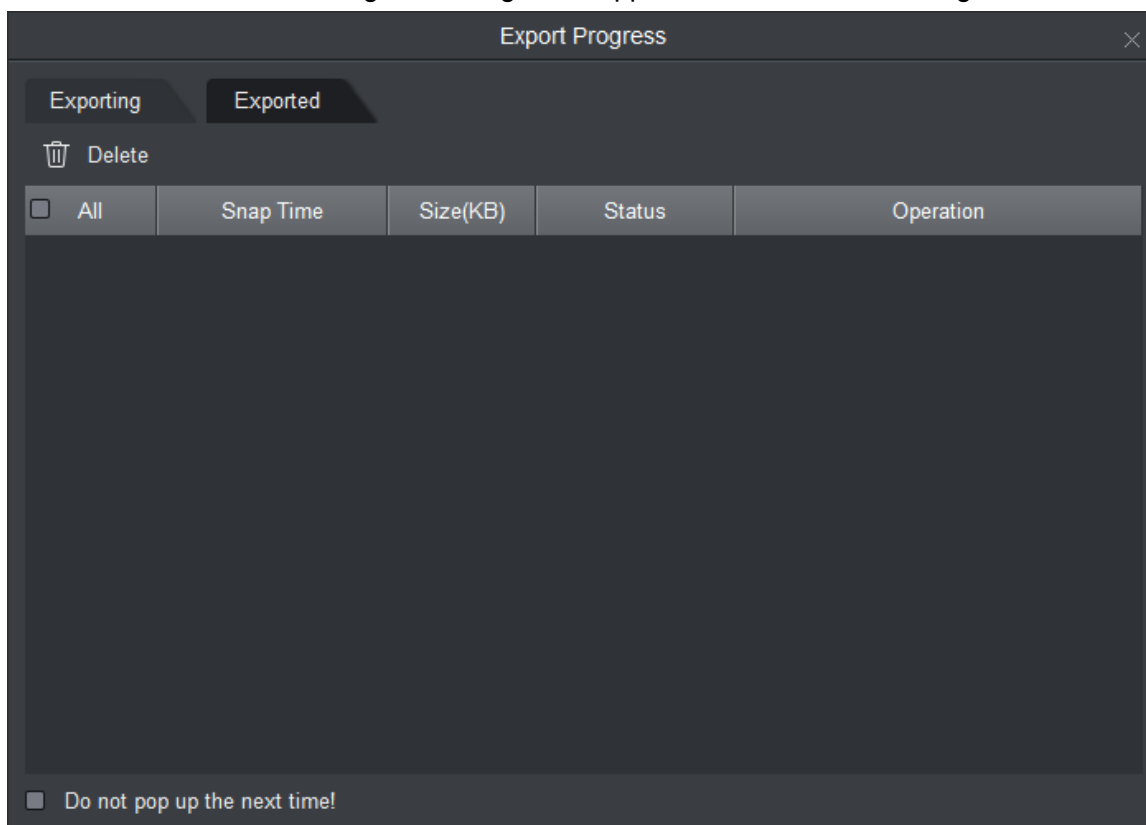 Export Progress
Exporting Exported
Delete
All Snap Time Size(KB) Status Operation
Do not pop up the next time!